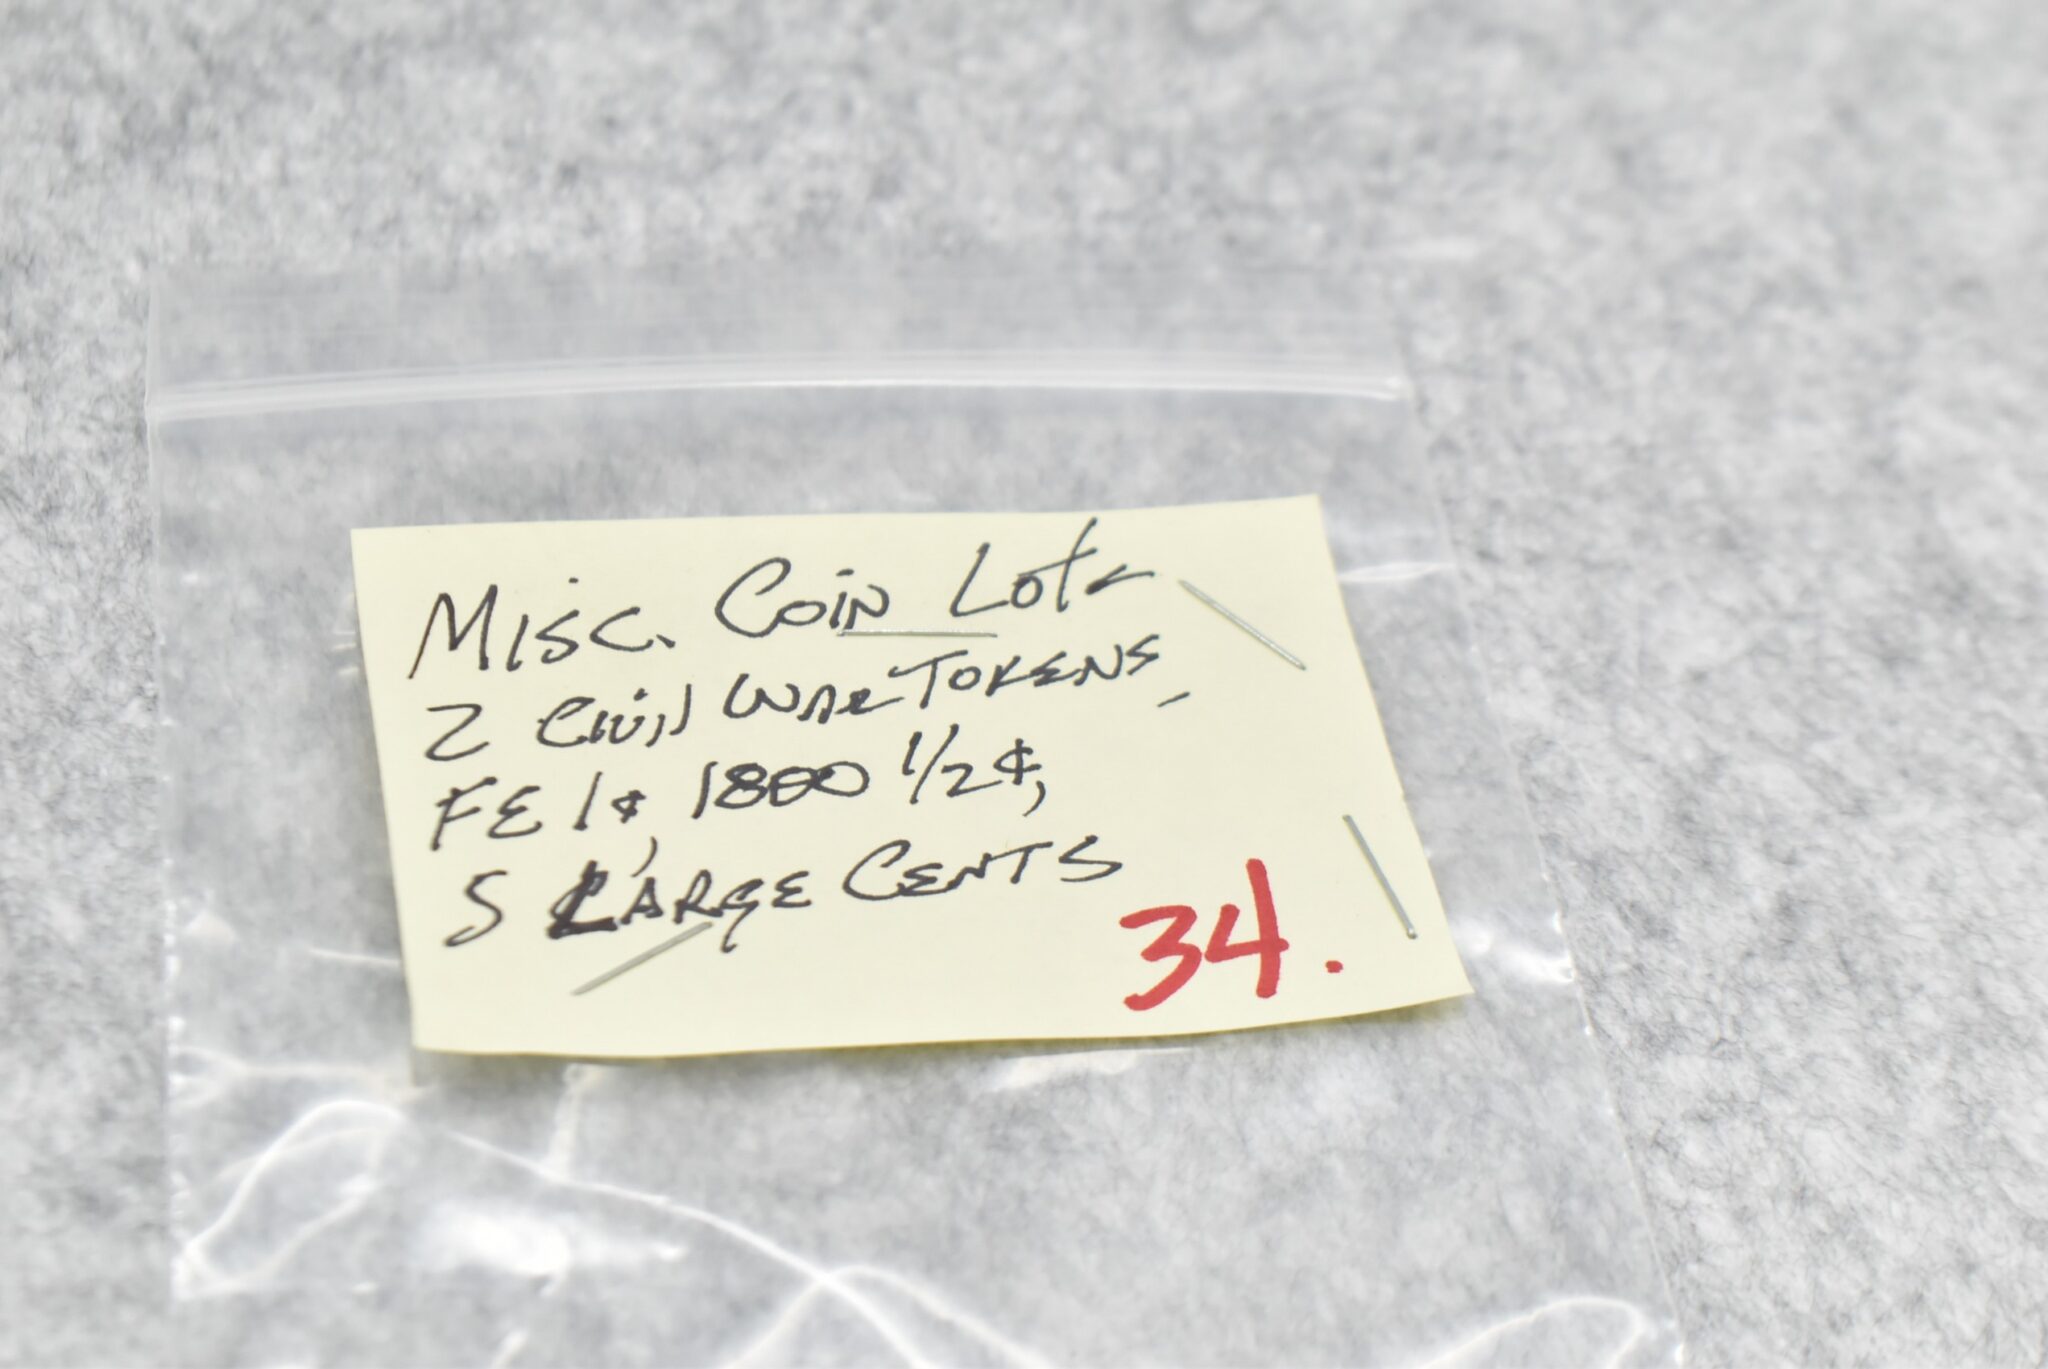 Misc. Coin Lot-
2 Civil War Tokens,
FE 1¢, 1800 1/2¢,
5 Large Cents
34.